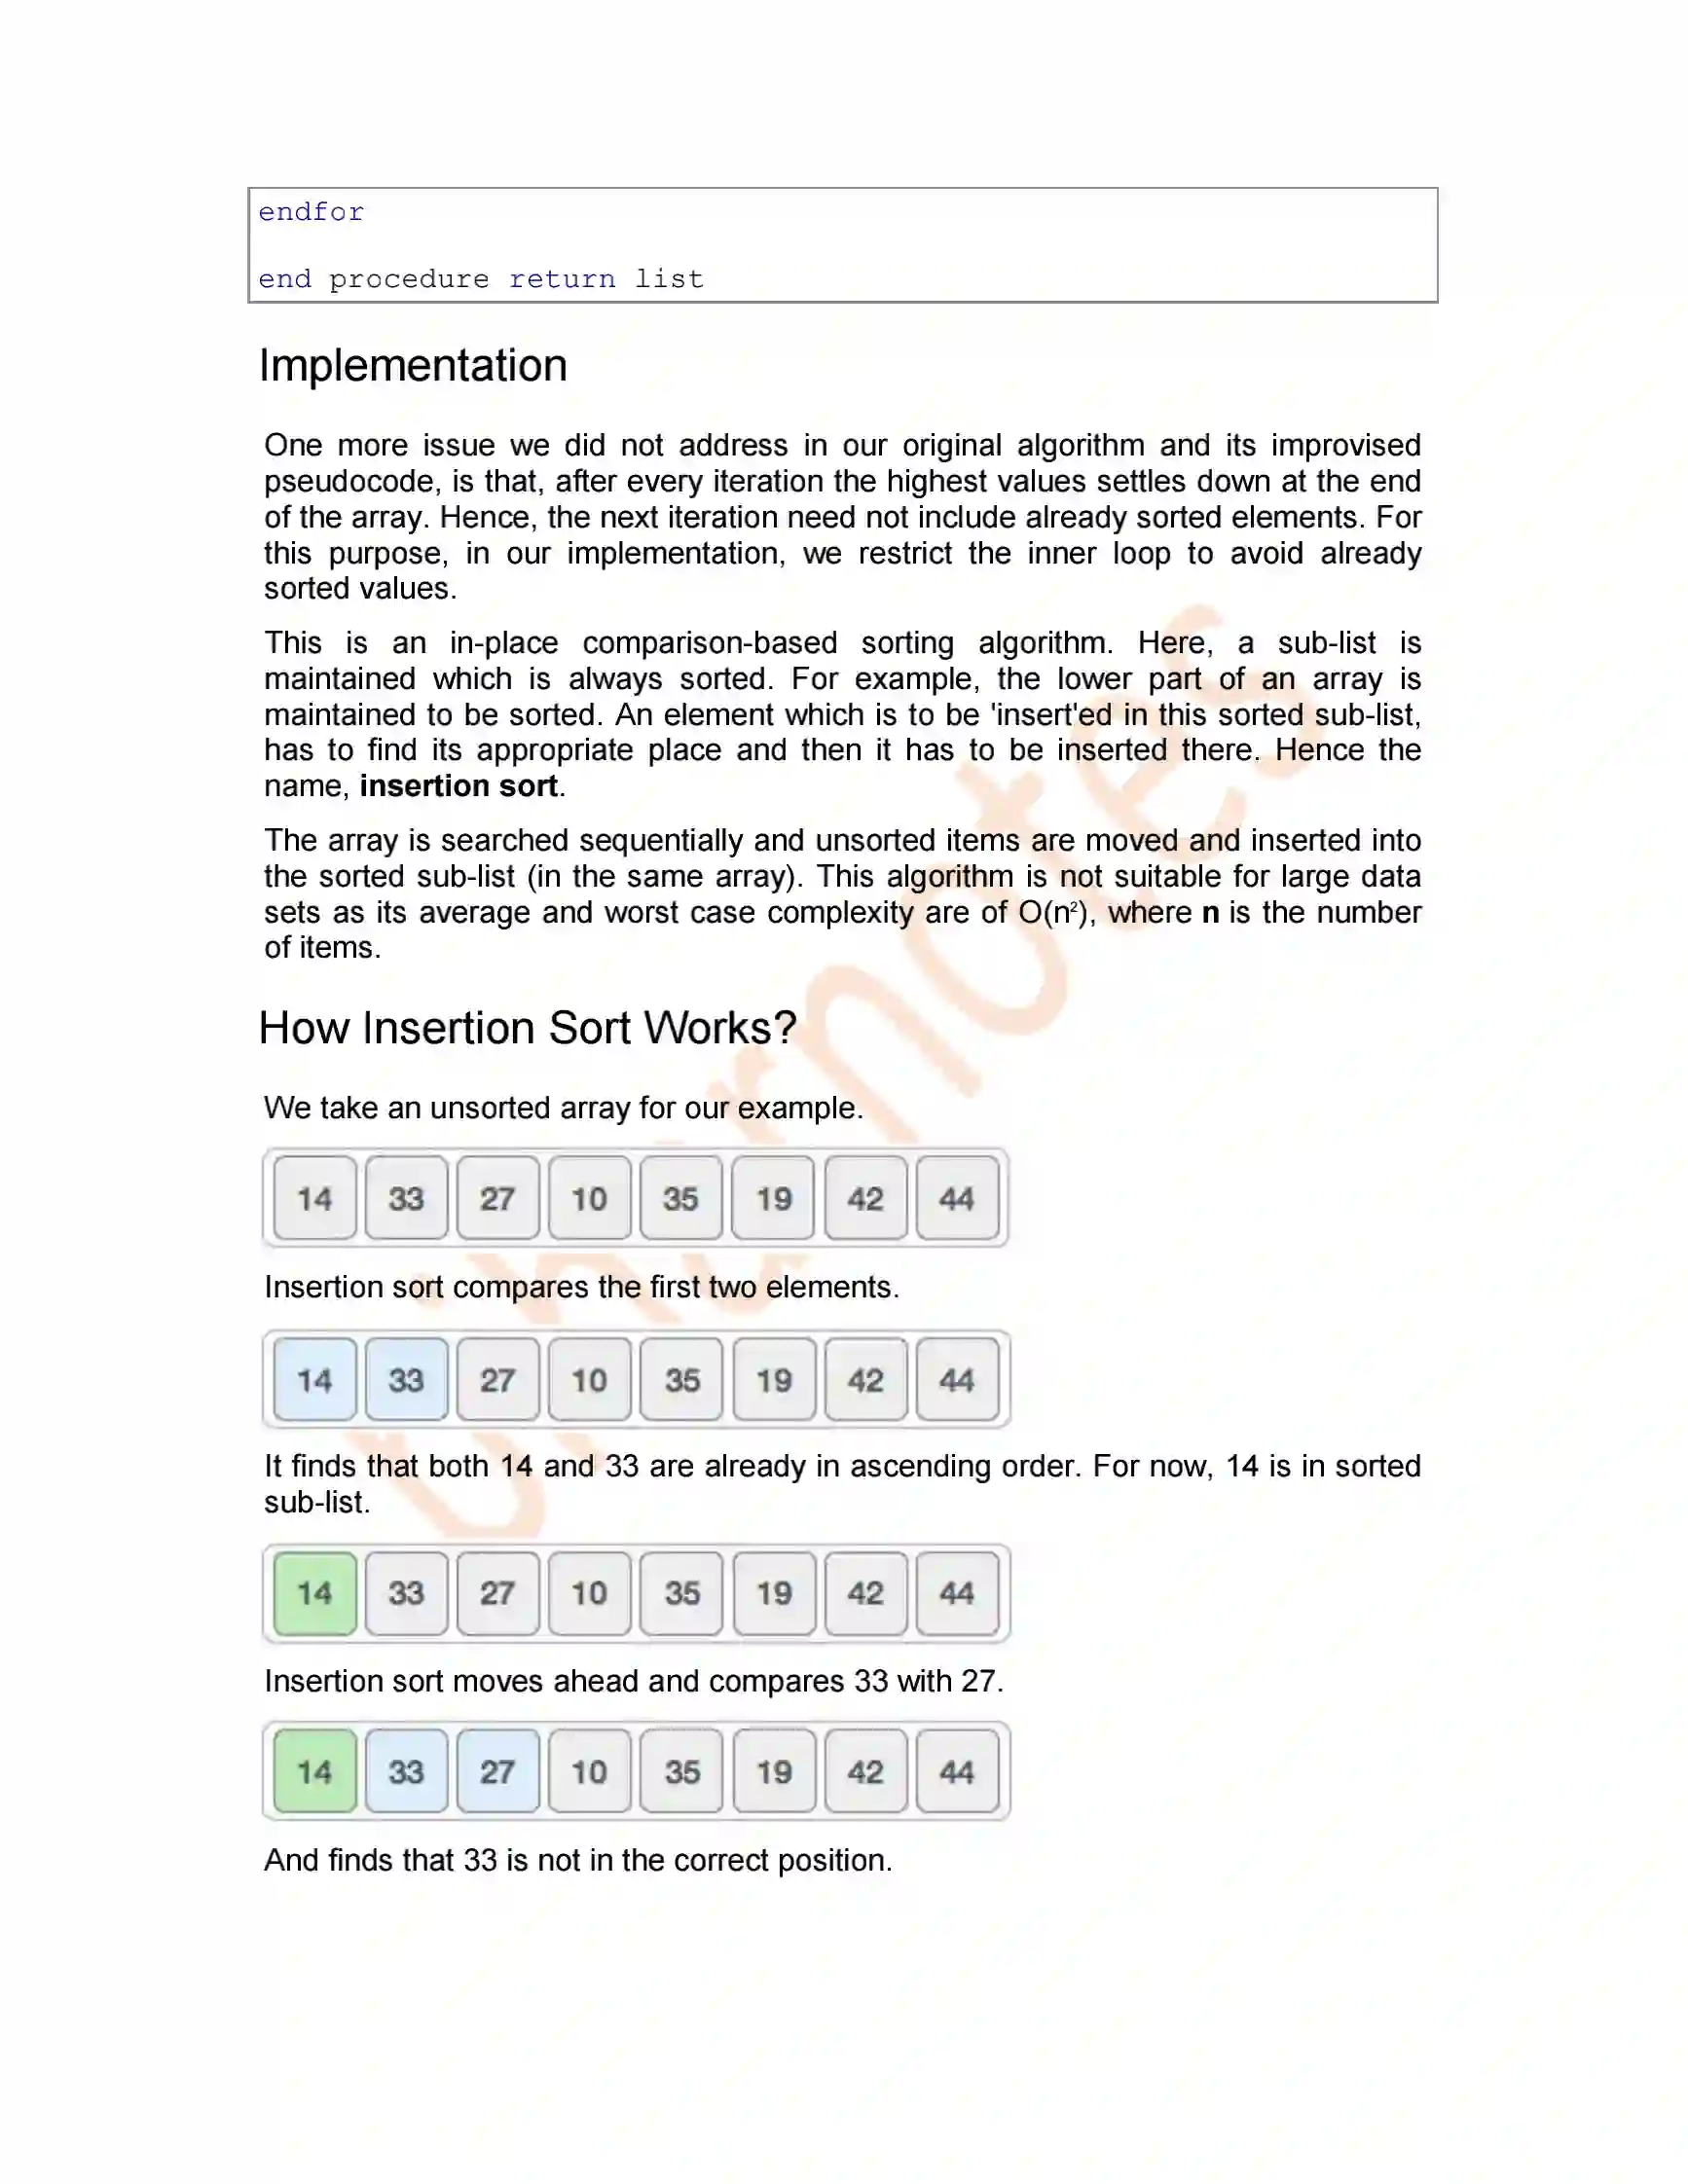 endfor
end procedure return list
Implementation
One more issue we did not address in our original algorithm and its improvised
pseudocode, is that, after every iteration the highest values settles down at the end
of the array. Hence, the next iteration need not include already sorted elements. For
this purpose, in our implementation, we restrict the inner loop to avoid already
sorted values.
This is an in-place comparison-based sorting algorithm. Here, a sub-list is
maintained which is always sorted. For example, the lower part of an array is
maintained to be sorted. An element which is to be 'insert'ed in this sorted sub-list,
has to find its appropriate place and then it has to be inserted there. Hence the
name, insertion sort.
The array is searched sequentially and unsorted items are moved and inserted into
the sorted sub-list (in the same array). This algorithm is not suitable for large data
sets as its average and worst case complexity are of O(n²), where n is the number
of items.
How Insertion Sort Works?
We take an unsorted array for our example.
14 33 27 10 35 19 42 44
Insertion sort compares the first two elements.
14 33 27 10 35 19 42 44
It finds that both 14 and 33 are already in ascending order. For now, 14 is in sorted
sub-list.
14 33 27 10 35 19 42 44
Insertion sort moves ahead and compares 33 with 27.
14 33 27 10 35 19 42 44
And finds that 33 is not in the correct position.